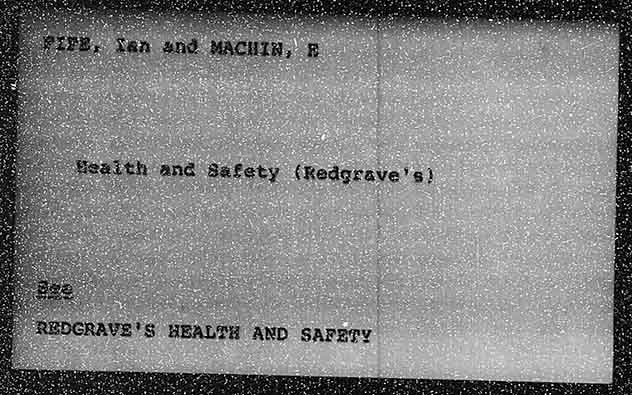 FIFE, Ian and MACHIN, E
Health and Safety (Redgrave's)
See
REDGRAVE'S HEALTH AND SAFETY